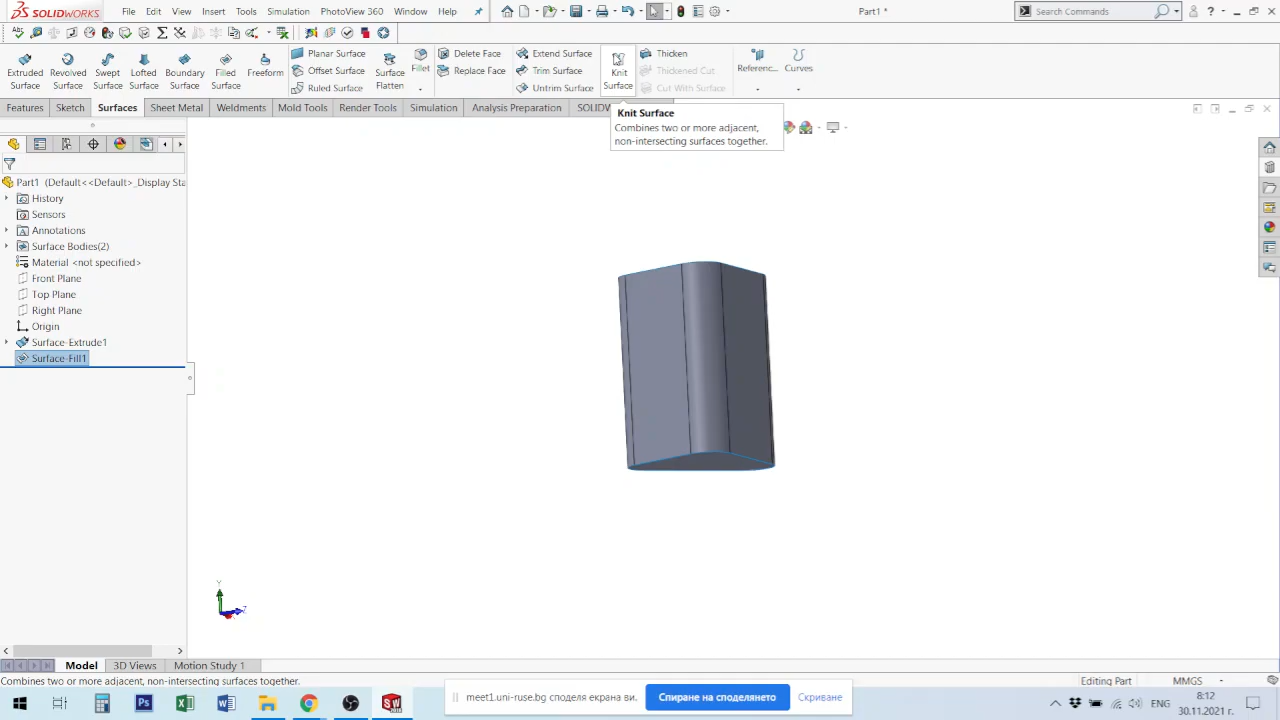 SOLIDWORKS File Edit View Insert Tools Simulation PhotoView 360 Window Help Part1 * Search Commands
Extruded Surface
Revolved Surface
Swept Surface
Lofted Surface
Boundary Surface
Filled Surface
Freeform
Planar Surface
Offset Surface
Ruled Surface
Surface Flatten
Fillet
Delete Face
Replace Face
Extend Surface
Trim Surface
Untrim Surface
Knit Surface
Thicken
Thickened Cut
Cut With Surface
Referenc...
Curves
Features Sketch Surfaces Sheet Metal Weldments Mold Tools Render Tools Simulation Analysis Preparation SOLIDW
Knit Surface
Combines two or more adjacent,
non-intersecting surfaces together.
Part1 (Default<<Default>_Display Sta
History
Sensors
Annotations
Surface Bodies(2)
Material <not specified>
Front Plane
Top Plane
Right Plane
Origin
Surface-Extrude1
Surface-Fill1
Y
Z
Model 3D Views Motion Study 1
Combines two or more adjacent, non-intersecting surfaces together. Editing Part MMGS
meet1.uni-ruse.bg споделя екрана ви. Спиране на споделянето Скриване
ENG
8:12
30.11.2021 г.